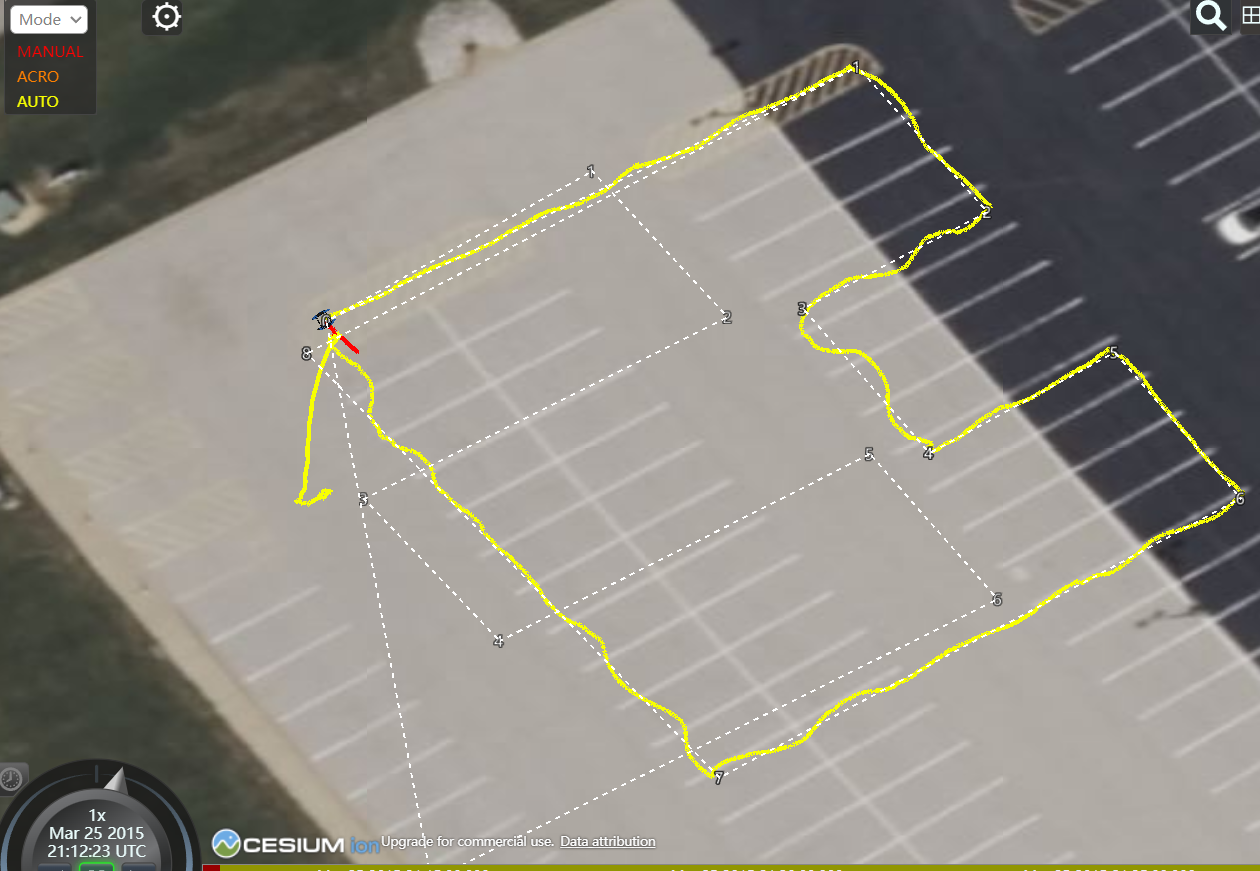 Mode
MANUAL
ACRO
AUTO
1
1
2
3
2
8
5
3
4
5
6
6
4
7
1x
Mar 25 2015
21:12:23 UTC
CESIUM ion Upgrade for commercial use. Data attribution